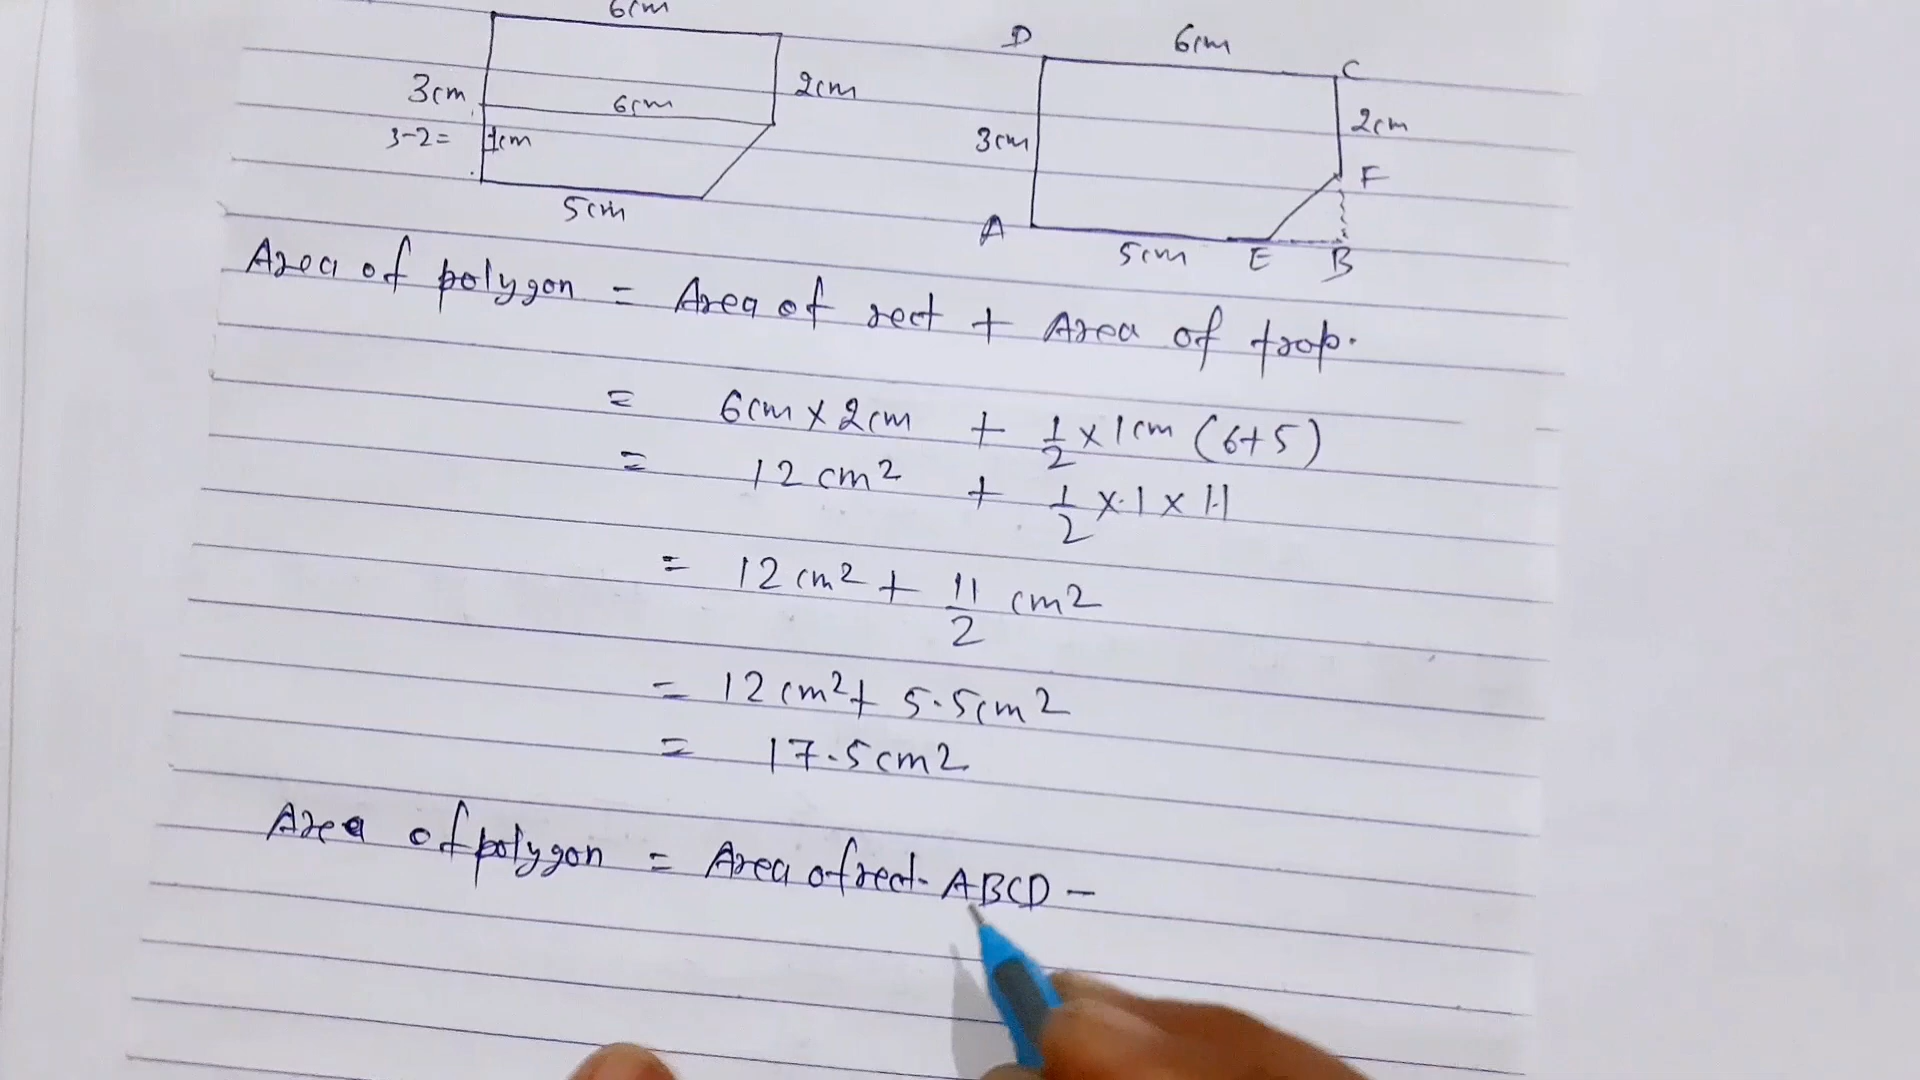 6cm
3cm
6cm
2cm
3-2= 1cm
5cm
D
6cm
C
2cm
3cm
F
A
5cm
E
B
Area of polygon = Area of rect + Area of trap.
= 6cm x 2cm + 1/2 x 1cm (6+5)
= 12 cm2 + 1/2 x 1 x 11
= 12 cm2 + 11/2 cm2
= 12 cm2 + 5.5cm2
= 17.5cm2
Area of polygon = Area of rect. ABCD -